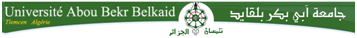 Université Abou Bekr Belkaid جامعة أبي بكر بلقايد
Tlemcen Algérie تلمسان الجزائر